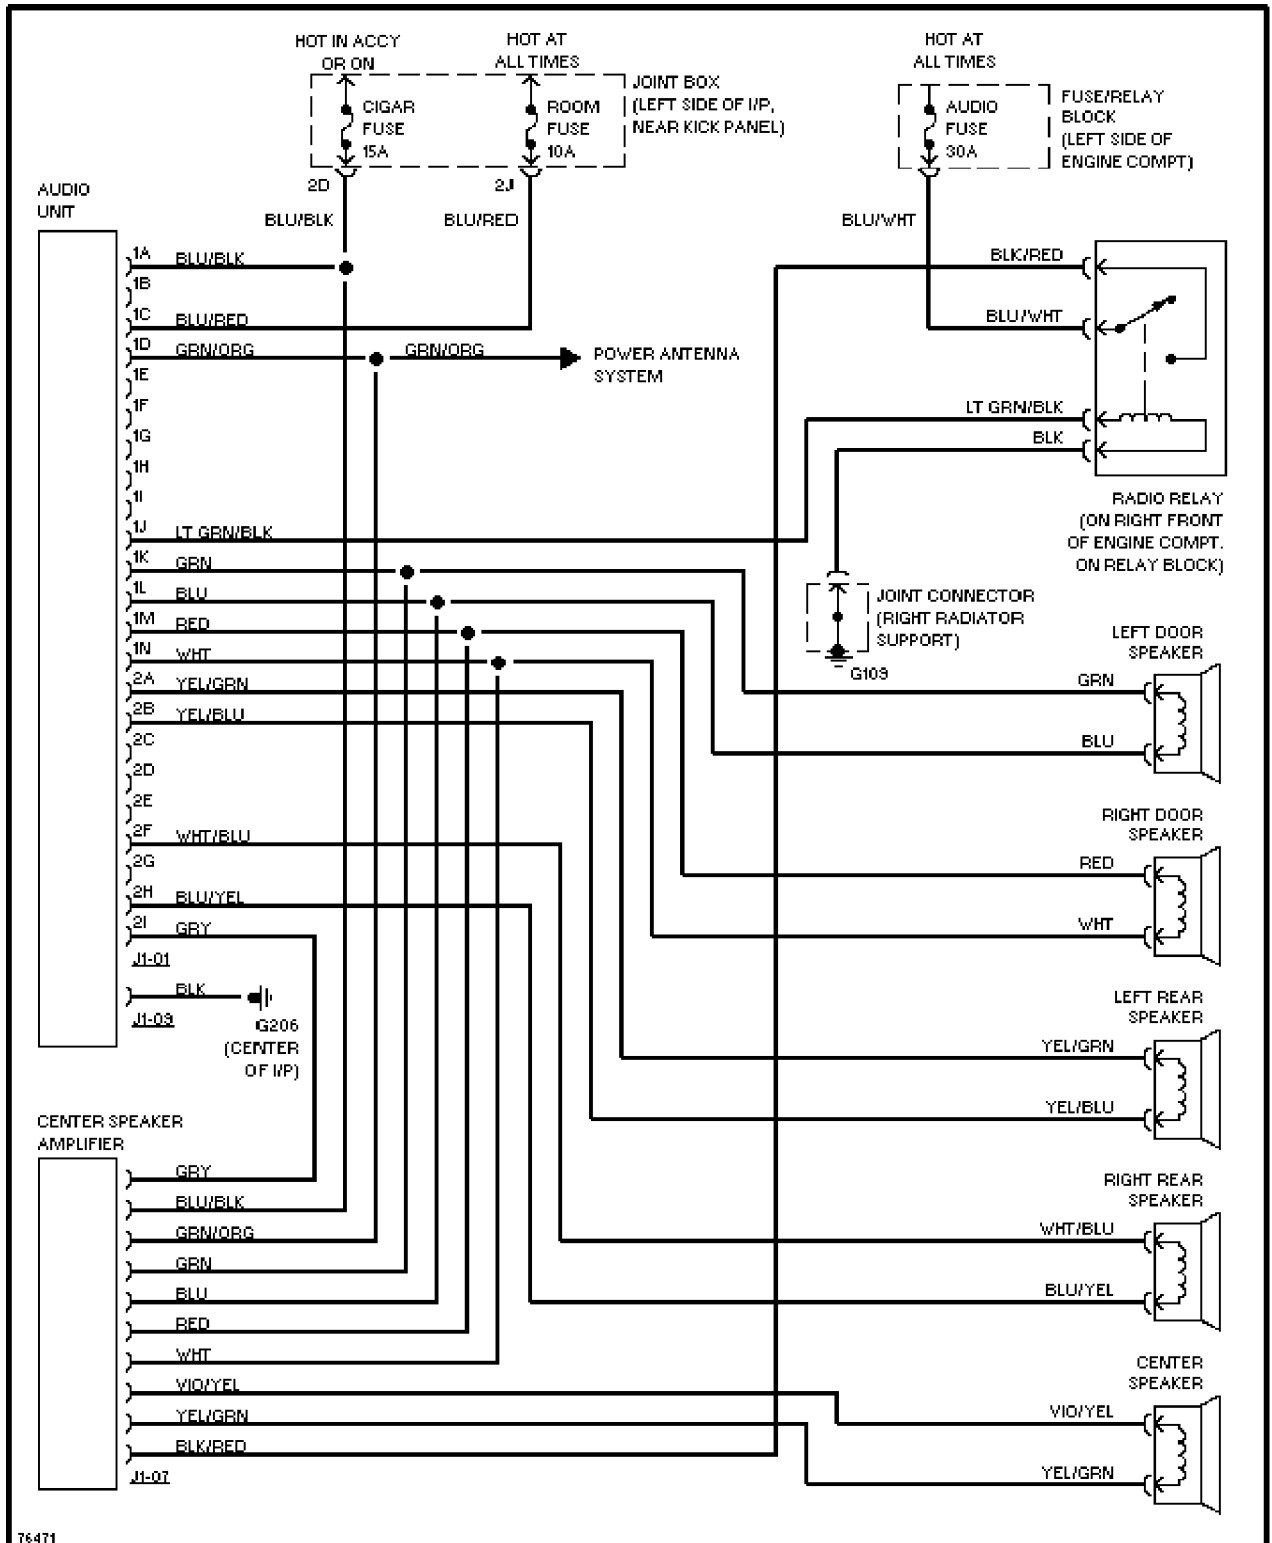 HOT IN ACCY
OR ON
HOT AT
ALL TIMES
HOT AT
ALL TIMES
CIGAR
FUSE
15A
ROOM
FUSE
10A
JOINT BOX
(LEFT SIDE OF I/P,
NEAR KICK PANEL)
AUDIO
FUSE
30A
FUSE/RELAY
BLOCK
(LEFT SIDE OF
ENGINE COMPT)
2D
2J
BLU/BLK
BLU/RED
BLU/WHT
AUDIO
UNIT
1A BLU/BLK
1B
1C BLU/RED
1D GRN/ORG GRN/ORG
POWER ANTENNA
SYSTEM
1E
1F
1G
1H
1I
1J LT GRN/BLK
1K GRN
1L BLU
1M RED
1N WHT
2A YEL/GRN
2B YEL/BLU
2C
2D
2E
2F WHT/BLU
2G
2H BLU/YEL
2I GRY
J1-01
BLK
J1-03
G206
(CENTER
OF I/P)
BLK/RED
BLU/WHT
LT GRN/BLK
BLK
RADIO RELAY
(ON RIGHT FRONT
OF ENGINE COMPT.
ON RELAY BLOCK)
JOINT CONNECTOR
(RIGHT RADIATOR
SUPPORT)
G103
LEFT DOOR
SPEAKER
GRN
BLU
RIGHT DOOR
SPEAKER
RED
WHT
LEFT REAR
SPEAKER
YEL/GRN
YEL/BLU
RIGHT REAR
SPEAKER
WHT/BLU
BLU/YEL
CENTER
SPEAKER
VIO/YEL
YEL/GRN
CENTER SPEAKER
AMPLIFIER
GRY
BLU/BLK
GRN/ORG
GRN
BLU
RED
WHT
VIO/YEL
YEL/GRN
BLK/RED
J1-07
76471